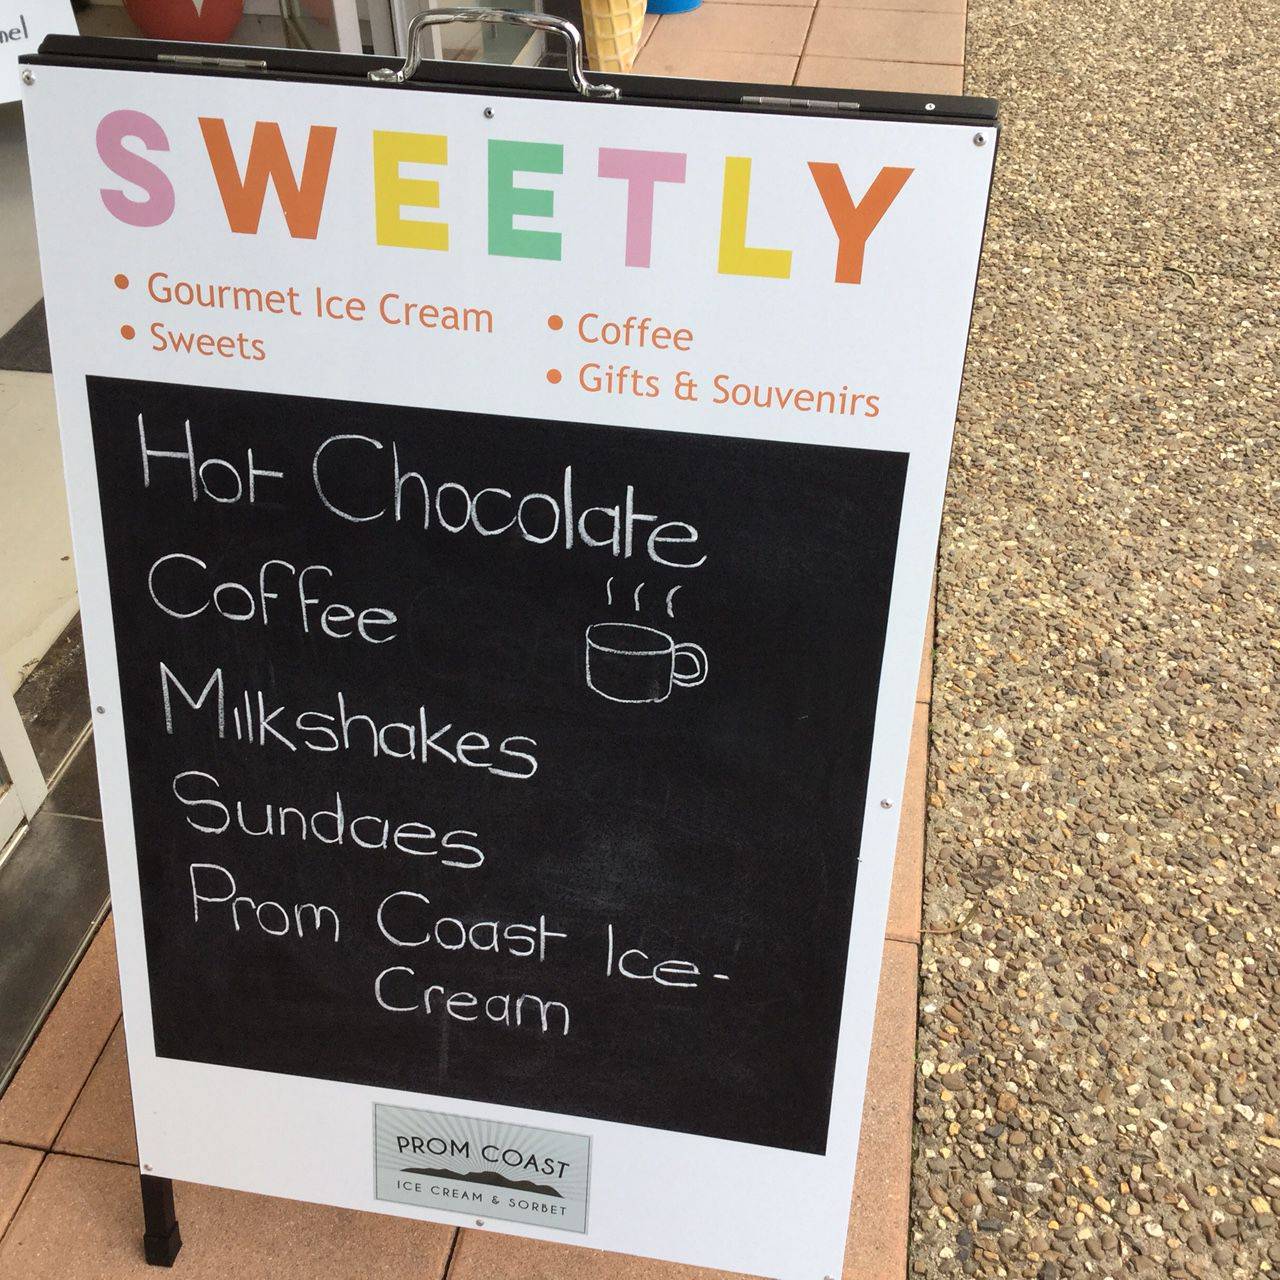 SWEETLY
• Gourmet Ice Cream
• Sweets
• Coffee
• Gifts & Souvenirs
Hot Chocolate
Coffee
Milkshakes
Sundaes
Prom Coast Ice-
Cream
PROM COAST
ICE CREAM & SORBET